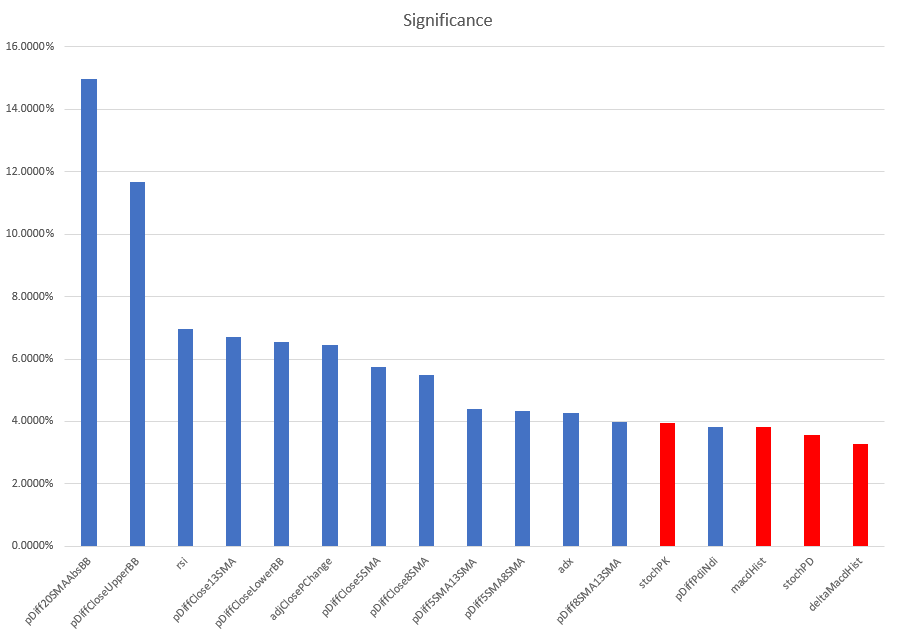 Significance
16.0000%
14.0000%
12.0000%
10.0000%
8.0000%
6.0000%
4.0000%
2.0000%
0.0000%
pDiff20SMAAbsBB
pDiffCloseUpperBB
rsi
pDiffClose13SMA
pDiffCloseLowerBB
adjClosePChange
pDiffClose5SMA
pDiffClose8SMA
pDiff5SMA13SMA
pDiff5SMA8SMA
adx
pDiff8SMA13SMA
stochPK
pDiffPdiNdi
macdHist
stochPD
deltaMacdHist